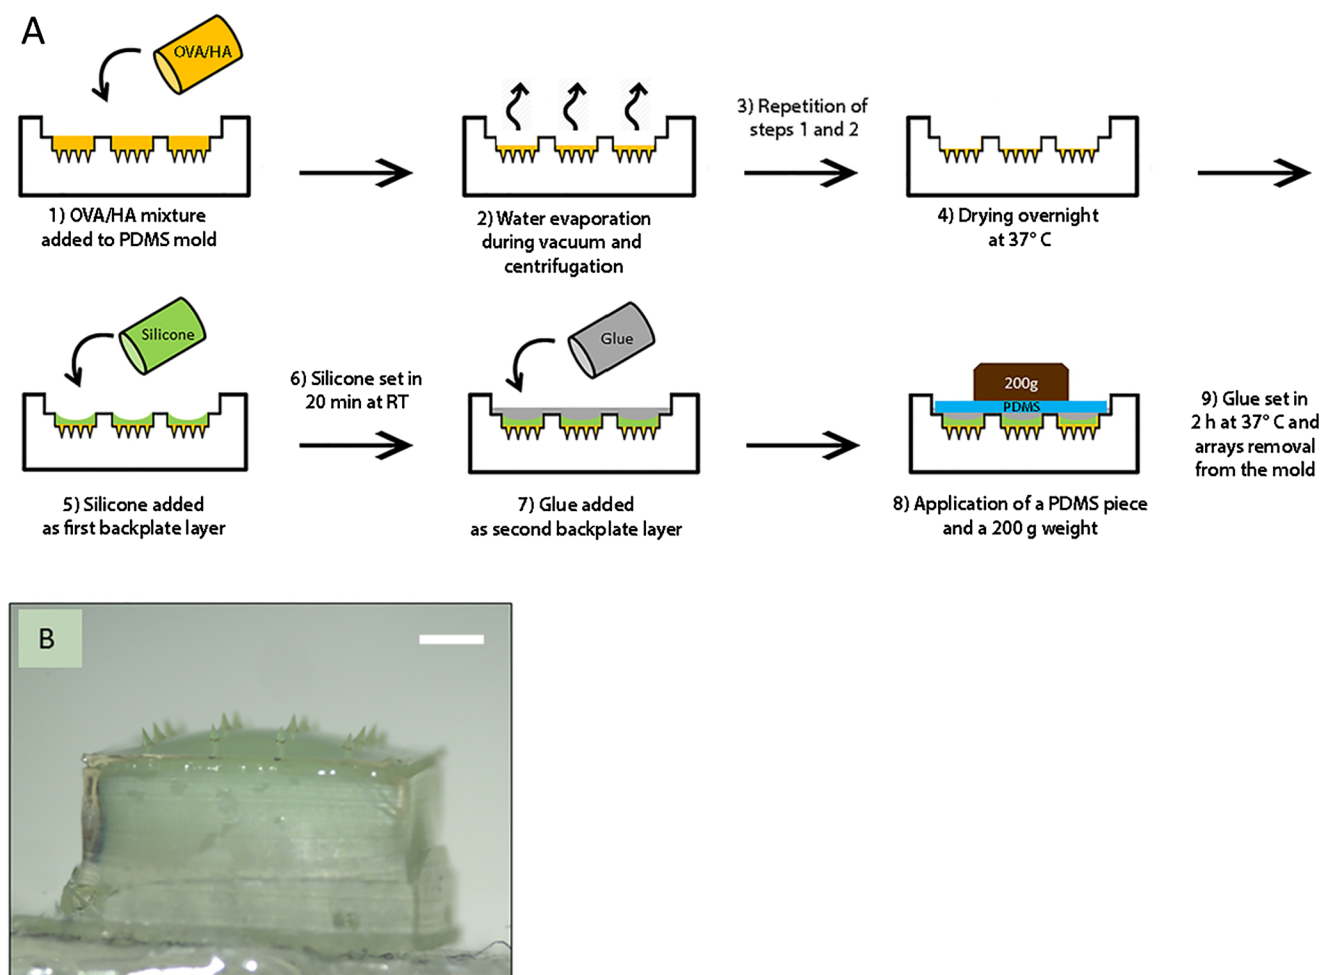 A
OVA/HA
1) OVA/HA mixture
added to PDMS mold
2) Water evaporation
during vacuum and
centrifugation
3) Repetition of
steps 1 and 2
4) Drying overnight
at 37° C
Silicone
5) Silicone added
as first backplate layer
6) Silicone set in
20 min at RT
Glue
7) Glue added
as second backplate layer
200g
PDMS
8) Application of a PDMS piece
and a 200 g weight
9) Glue set in
2 h at 37° C and
arrays removal
from the mold
B